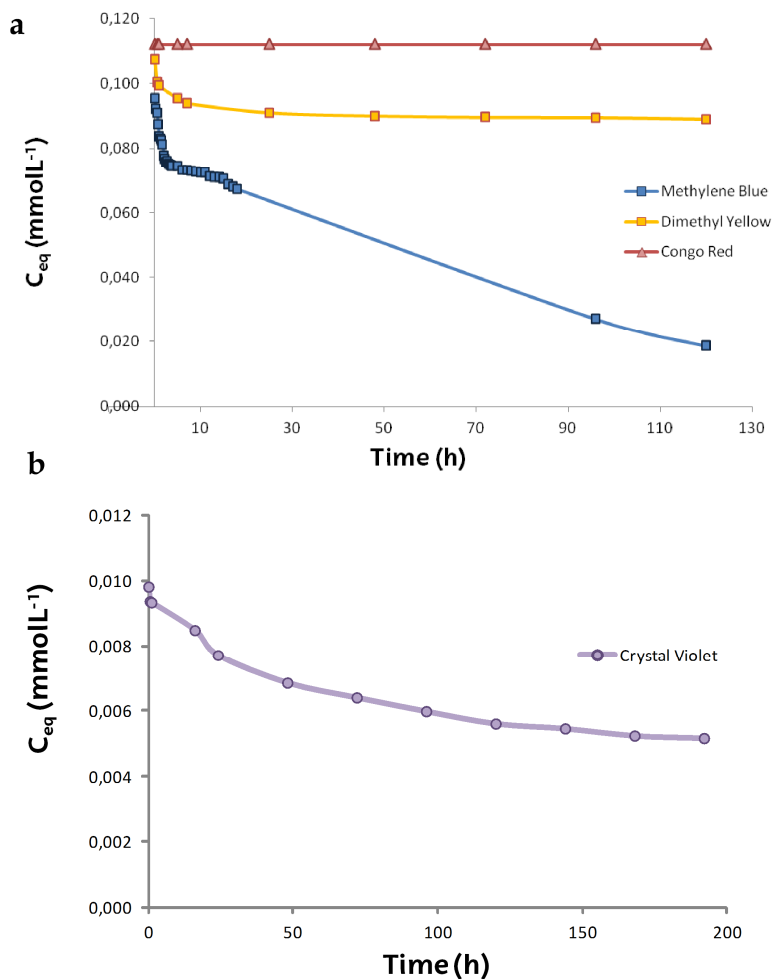 a
0,120
0,100
0,080
0,060
0,040
0,020
0,000
C_eq (mmolL⁻¹)
10 30 50 70 90 110 130
Time (h)
Methylene Blue
Dimethyl Yellow
Congo Red
b
0,012
0,010
0,008
0,006
0,004
0,002
0,000
C_eq (mmolL⁻¹)
0 50 100 150 200
Time (h)
Crystal Violet